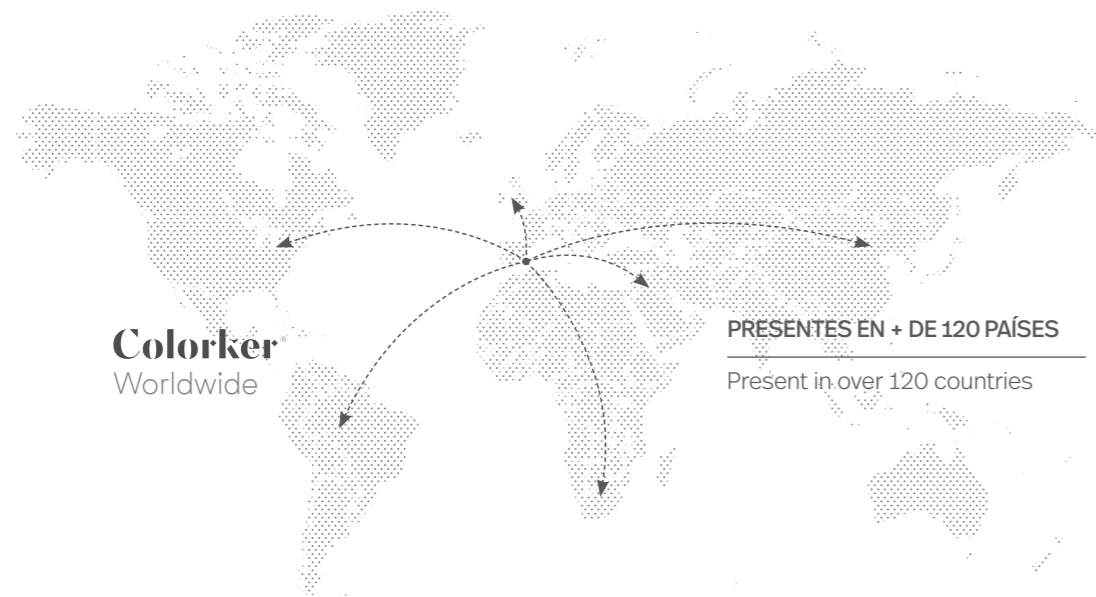 Colorker®
Worldwide
PRESENTES EN + DE 120 PAÍSES
Present in over 120 countries